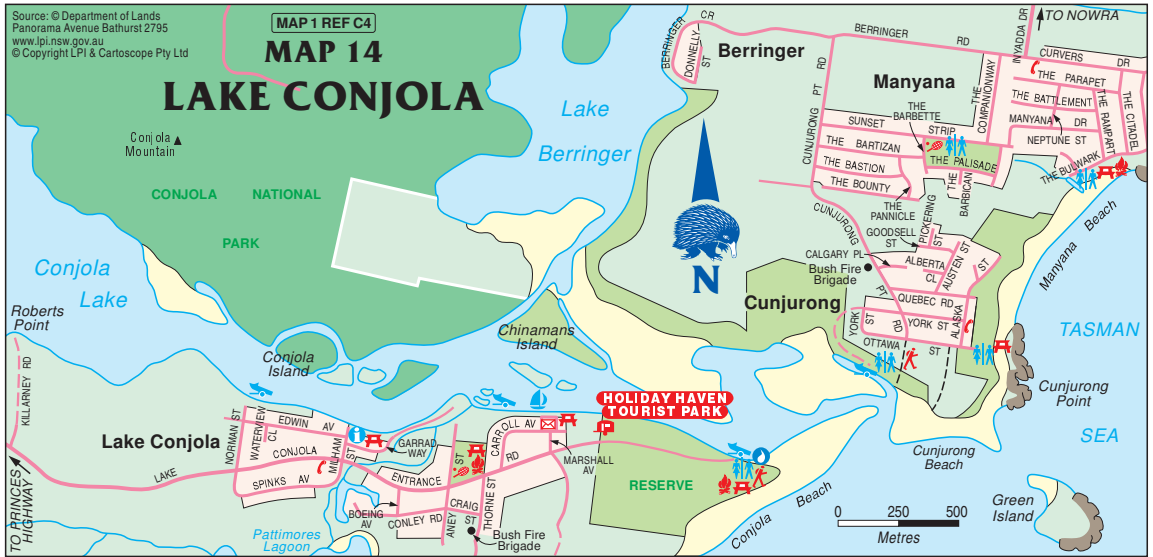 Source: © Department of Lands
Panorama Avenue Bathurst 2795
www.lpi.nsw.gov.au
© Copyright LPI & Cartoscope Pty Ltd
MAP 1 REF C4
MAP 14
LAKE CONJOLA
Conjola
Mountain
CONJOLA NATIONAL
PARK
Conjola
Lake
Roberts
Point
Lake
Berringer
Chinamans
Island
Conjola
Island
N
BERRINGER
CR
DONNELLY
ST
Berringer
BERRINGER
RD
INYADDA DR
TO NOWRA
Manyana
CURVERS
DR
THE PARAPET
THE BATTLEMENT
THE RAMPART
THE CITADEL
MANYANA DR
NEPTUNE ST
THE BULWARK
THE
COMPANIONWAY
THE
BARBETTE
CUNJURONG PT RD
SUNSET
STRIP
THE BARTIZAN
THE BASTION
THE BOUNTY
THE PALISADE
THE
BARBICAN
THE
PANNICLE
PICKERING
ST
GOODSELL
ST
CUNJURONG
PT
RD
CALGARY PL
Bush Fire
Brigade
ALBERTA
CL
AUSTEN ST
ST
QUEBEC RD
YORK ST
ALASKA
YORK
ST
OTTAWA
ST
Cunjurong
Manyana Beach
TASMAN
SEA
Cunjurong
Point
Cunjurong
Beach
Green
Island
HOLIDAY HAVEN
TOURIST PARK
RESERVE
Conjola Beach
0 250 500
Metres
Lake Conjola
KILLARNEY RD
TO PRINCES
HIGHWAY
LAKE
CONJOLA
ENTRANCE
RD
NORMAN ST
WATERVIEW
CL
EDWIN AV
MILHAM
ST
SPINKS AV
GARRAD
WAY
CARROLL AV
MARSHALL
AV
ST
THORNE ST
BOEING
AV
CONLEY RD
ANEY
CRAIG
ST
Bush Fire
Brigade
Pattimores
Lagoon